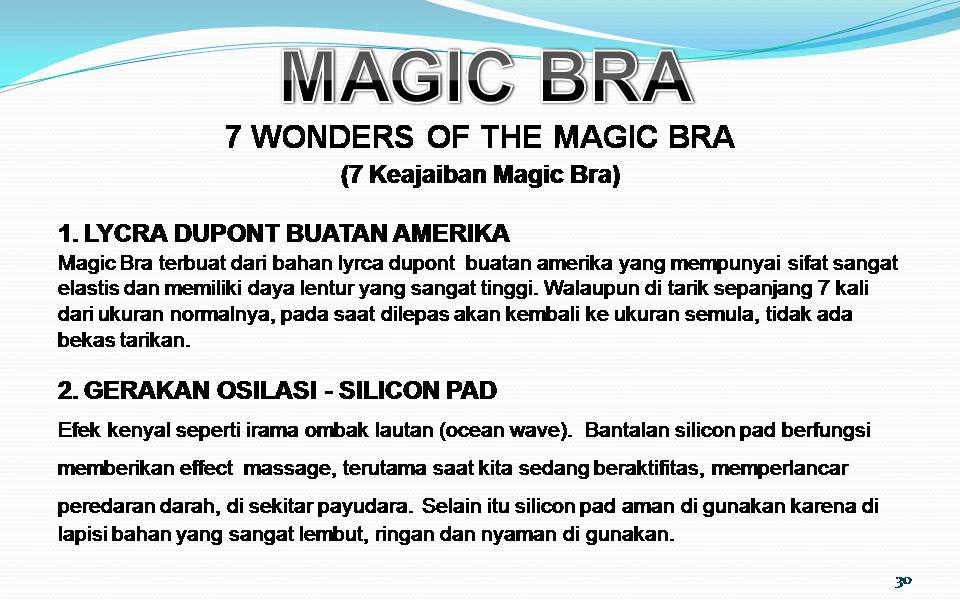 MAGIC BRA
7 WONDERS OF THE MAGIC BRA
(7 Keajaiban Magic Bra)
1. LYCRA DUPONT BUATAN AMERIKA
Magic Bra terbuat dari bahan lyrca dupont  buatan amerika yang mempunyai sifat sangat
elastis dan memiliki daya lentur yang sangat tinggi. Walaupun di tarik sepanjang 7 kali
dari ukuran normalnya, pada saat dilepas akan kembali ke ukuran semula, tidak ada
bekas tarikan.
2. GERAKAN OSILASI - SILICON PAD
Efek kenyal seperti irama ombak lautan (ocean wave).  Bantalan silicon pad berfungsi
memberikan effect  massage, terutama saat kita sedang beraktifitas, memperlancar
peredaran darah, di sekitar payudara. Selain itu silicon pad aman di gunakan karena di
lapisi bahan yang sangat lembut, ringan dan nyaman di gunakan.
30